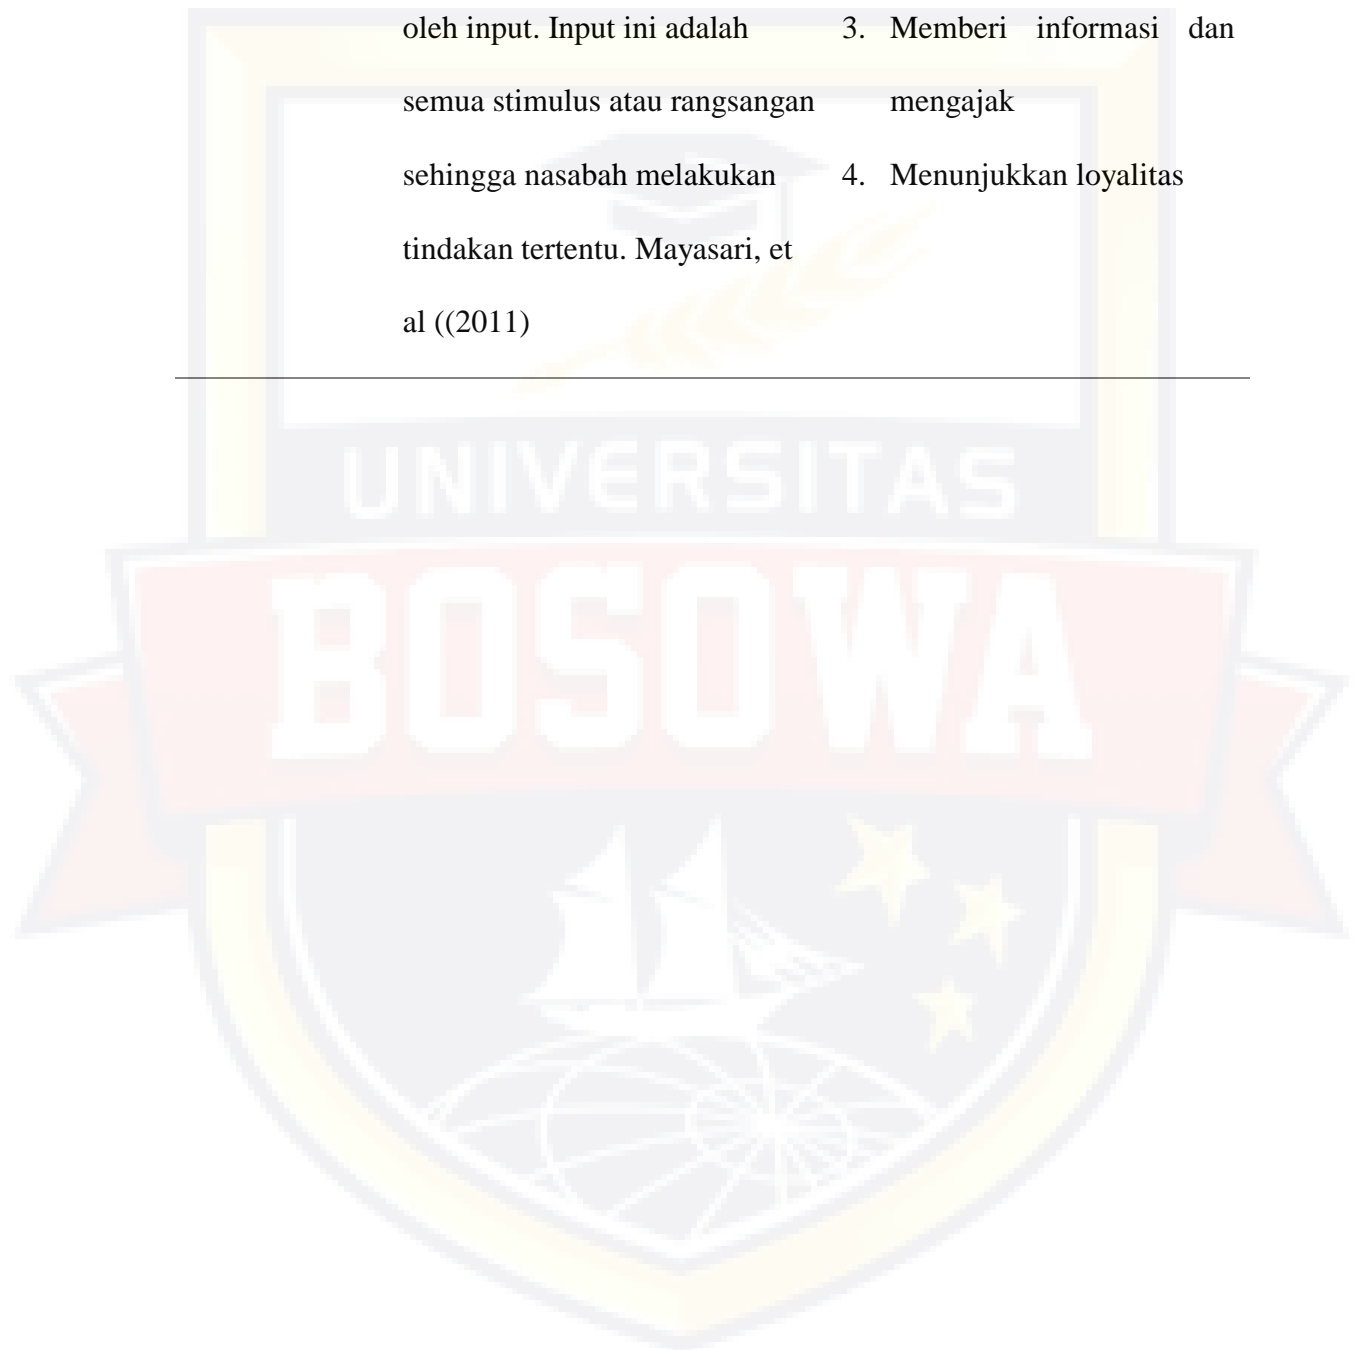 oleh input. Input ini adalah
semua stimulus atau rangsangan
sehingga nasabah melakukan
tindakan tertentu. Mayasari, et
al ((2011)
3. Memberi informasi dan
mengajak
4. Menunjukkan loyalitas
UNIVERSITAS
BOSOWA